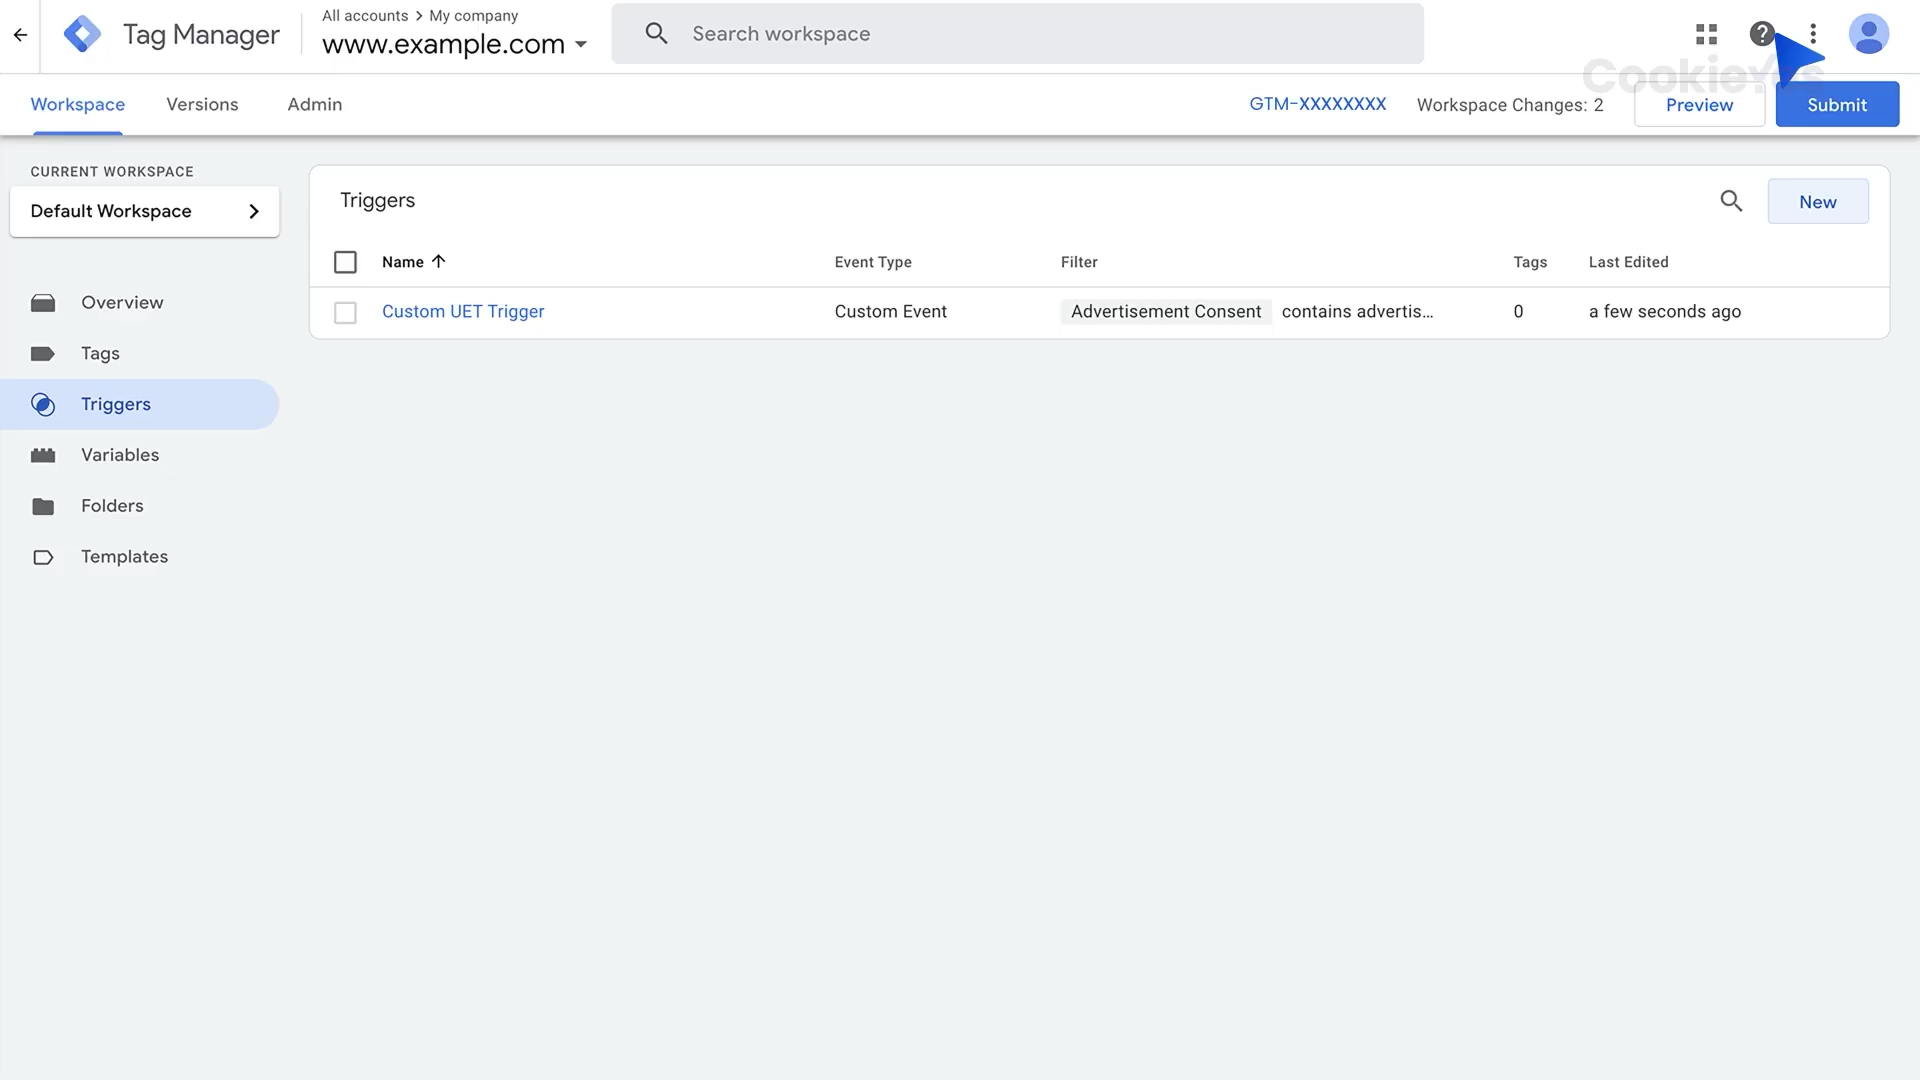 Tag Manager
All accounts > My company
www.example.com
Search workspace
CookieYes
Workspace
Versions
Admin
GTM-XXXXXXXX
Workspace Changes: 2
Preview
Submit
CURRENT WORKSPACE
Default Workspace
Overview
Tags
Triggers
Variables
Folders
Templates
Triggers
New
Name
Event Type
Filter
Tags
Last Edited
Custom UET Trigger
Custom Event
Advertisement Consent contains advertis...
0
a few seconds ago